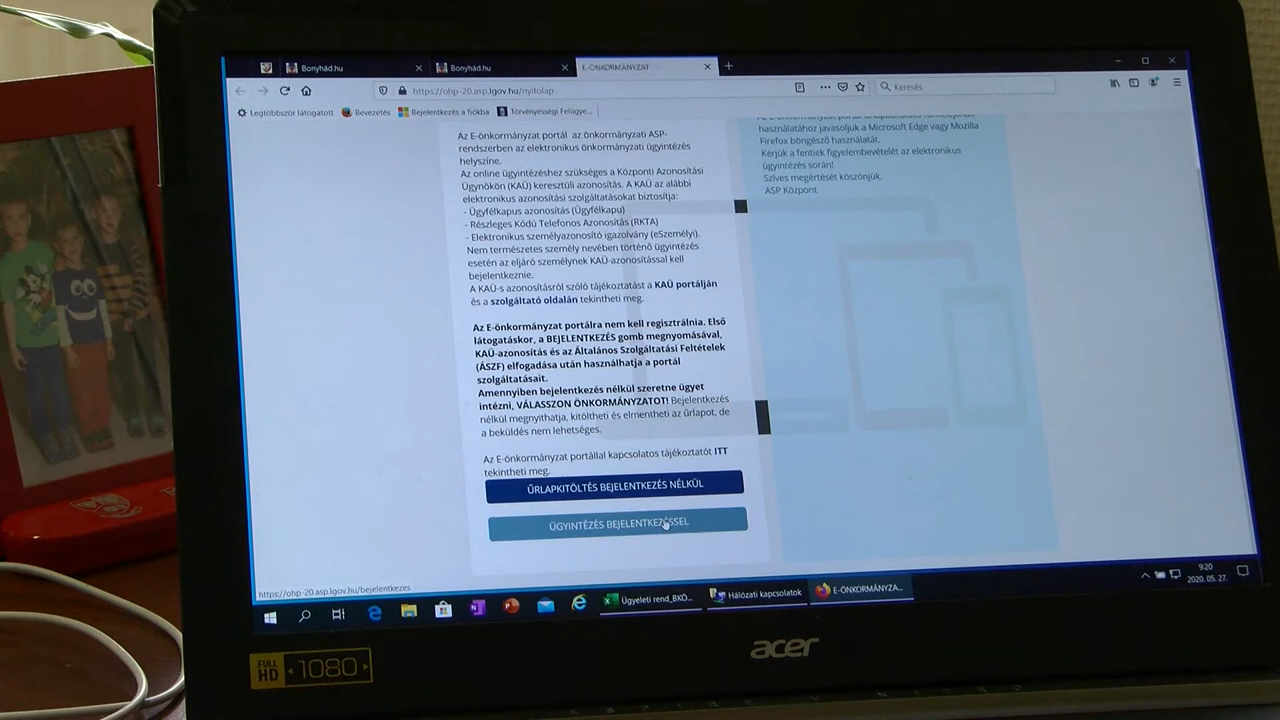 Bonyhád.hu
Bonyhád.hu
E-ÖNKORMÁNYZAT
https://ohp-20.asp.lgov.hu/nyitolap
Keresés
Legtöbbször látogatott
Bevezetés
Bejelentkezés a fiókba
Törvényességi Felügye...
Az E-önkormányzat portál az önkormányzati ASP-
rendszerben az elektronikus önkormányzati ügyintézés
helyszíne.
Az online ügyintézéshez szükséges a Központi Azonosítási
Ügynökön (KAÜ) keresztüli azonosítás. A KAÜ az alábbi
elektronikus azonosítási szolgáltatásokat biztosítja:
- Ügyfélkapus azonosítás (Ügyfélkapu)
- Részleges Kódú Telefonos Azonosítás (RKTA)
- Elektronikus személyazonosító igazolvány (eSzemélyi).
Nem természetes személy nevében történő ügyintézés
esetén az eljáró személynek KAÜ-azonosítással kell
bejelentkeznie.
A KAÜ-s azonosításról szóló tájékoztatást a KAÜ portálján
és a szolgáltató oldalán tekintheti meg.
Az E-önkormányzat portálra nem kell regisztrálnia. Első
látogatáskor, a BEJELENTKEZÉS gomb megnyomásával,
KAÜ-azonosítás és az Általános Szolgáltatási Feltételek
(ÁSZF) elfogadása után használhatja a portál
szolgáltatásait.
Amennyiben bejelentkezés nélkül szeretne ügyet
intézni, VÁLASSZON ÖNKORMÁNYZATOT! Bejelentkezés
nélkül megnyithatja, kitöltheti és elmentheti az űrlapot, de
a beküldés nem lehetséges.
Az E-önkormányzat portállal kapcsolatos tájékoztatót ITT
tekintheti meg.
ŰRLAPKITÖLTÉS BEJELENTKEZÉS NÉLKÜL
ÜGYINTÉZÉS BEJELENTKEZÉSSEL
használatához javasoljuk a Microsoft Edge vagy Mozilla
Firefox böngésző használatát.
Kérjük a fentiek figyelembevételét az elektronikus
ügyintézés során!
Szíves megértését köszönjük.
ASP Központ
https://ohp-20.asp.lgov.hu/bejelentkezes
Ügyeleti rend_BKÖ...
Hálózati kapcsolatok
E-ÖNKORMÁNYZA...
9:20
2020. 05. 27.
FULL HD 1080
acer